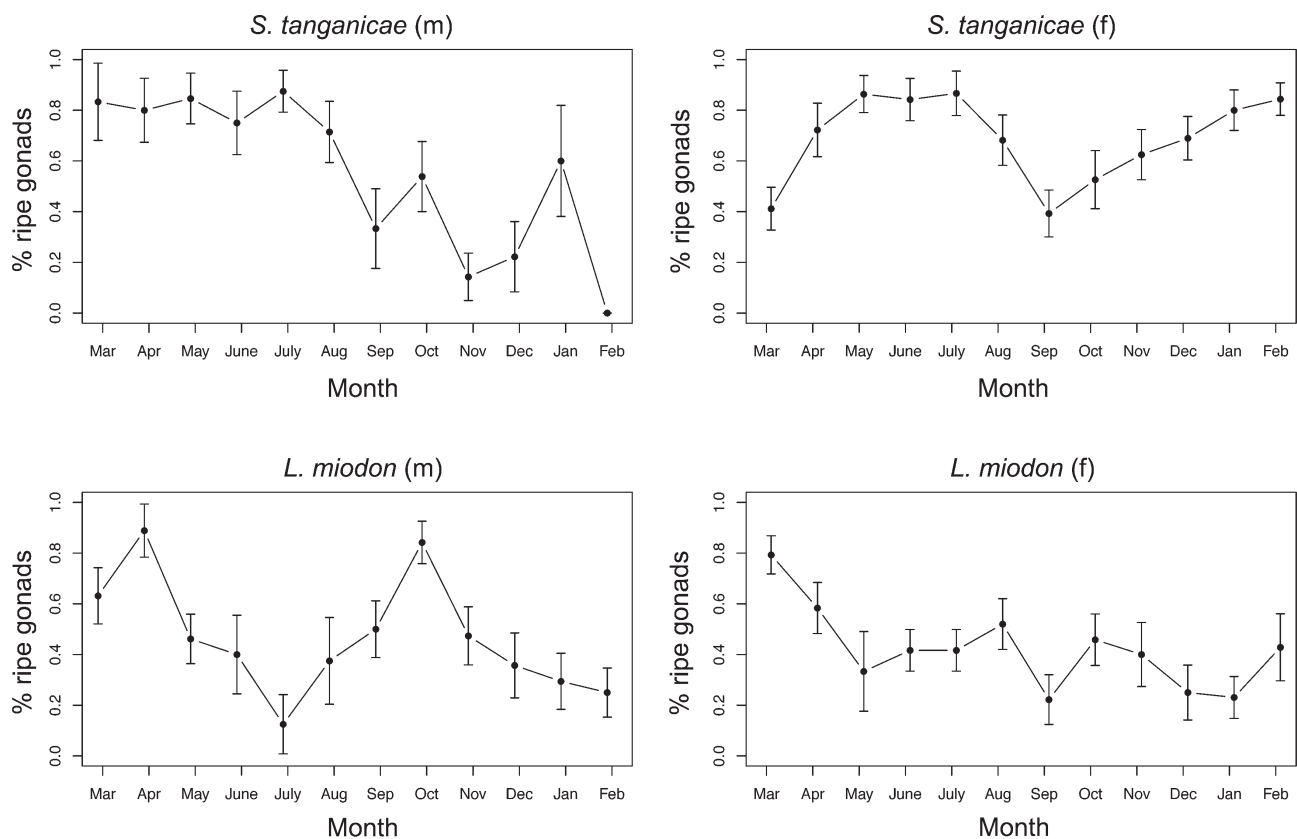 S. tanganicae (m)
% ripe gonads
1.0
0.8
0.6
0.4
0.2
0.0
Mar Apr May June July Aug Sep Oct Nov Dec Jan Feb
Month
S. tanganicae (f)
% ripe gonads
1.0
0.8
0.6
0.4
0.2
0.0
Mar Apr May June July Aug Sep Oct Nov Dec Jan Feb
Month
L. miodon (m)
% ripe gonads
1.0
0.8
0.6
0.4
0.2
0.0
Mar Apr May June July Aug Sep Oct Nov Dec Jan Feb
Month
L. miodon (f)
% ripe gonads
1.0
0.8
0.6
0.4
0.2
0.0
Mar Apr May June July Aug Sep Oct Nov Dec Jan Feb
Month